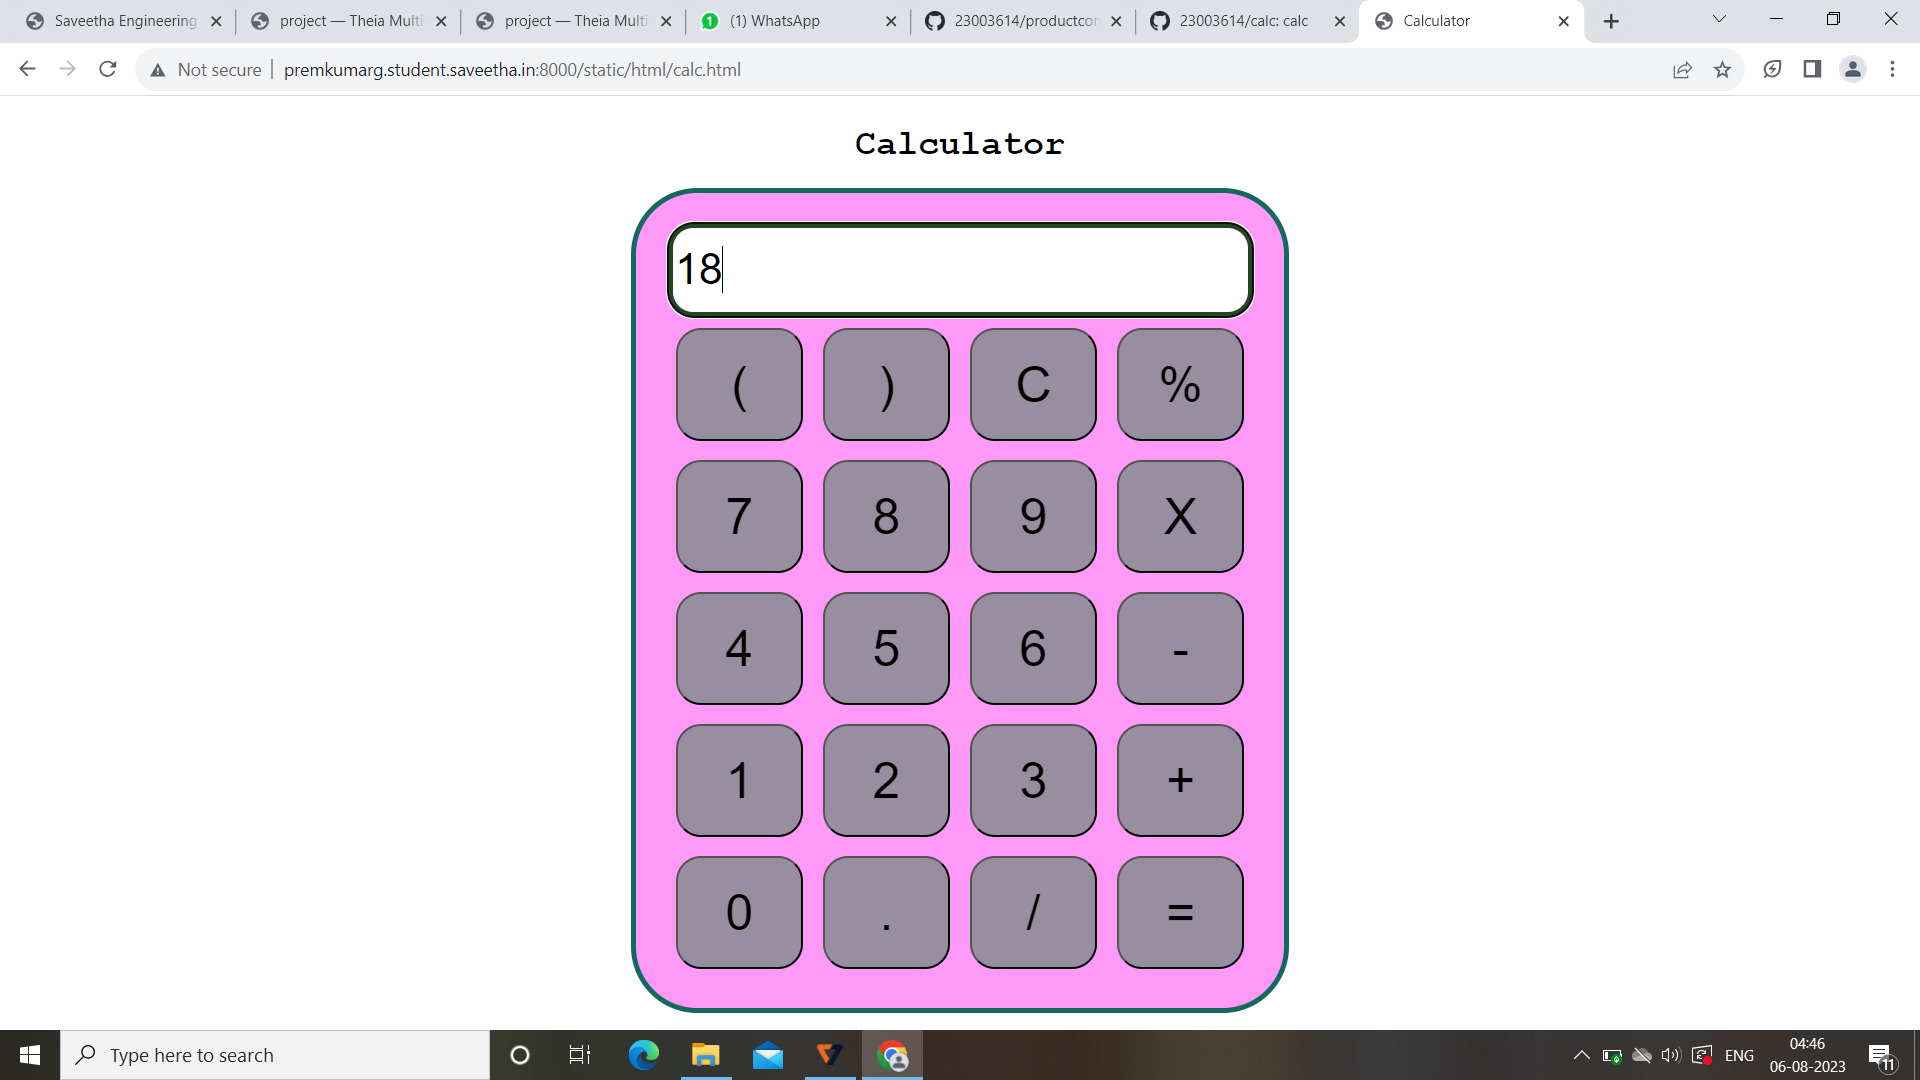 Saveetha Engineering
project — Theia Multi
project — Theia Multi
(1) WhatsApp
23003614/productcon
23003614/calc: calc
Calculator
Not secure
premkumarg.student.saveetha.in:8000/static/html/calc.html
Calculator
18
( ) C %
7 8 9 X
4 5 6 -
1 2 3 +
0 . / =
Type here to search
ENG
04:46
06-08-2023
11